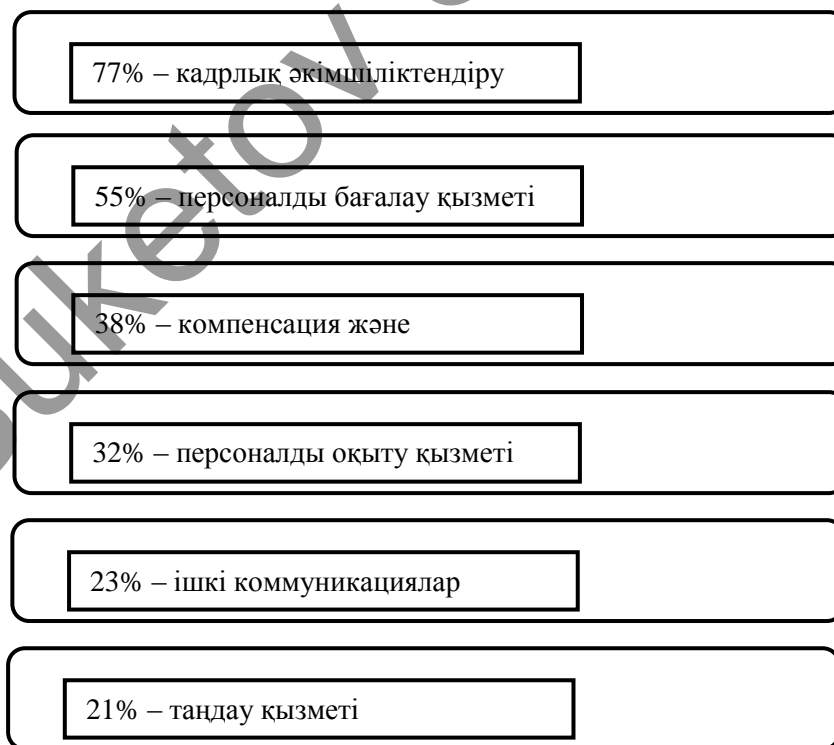 77% – кадрлық әкімшіліктендіру
55% – персоналды бағалау қызметі
38% – компенсация және
32% – персоналды оқыту қызметі
23% – ішкі коммуникациялар
21% – таңдау қызметі
uketov